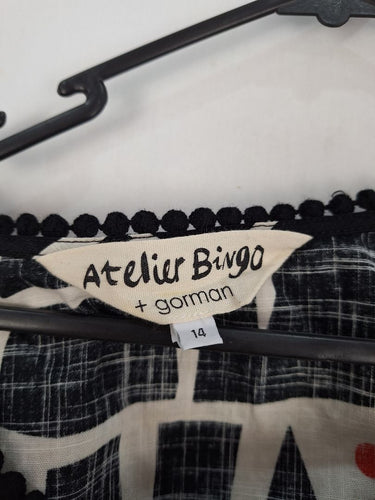 Atelier Bingo
+ gorman
14